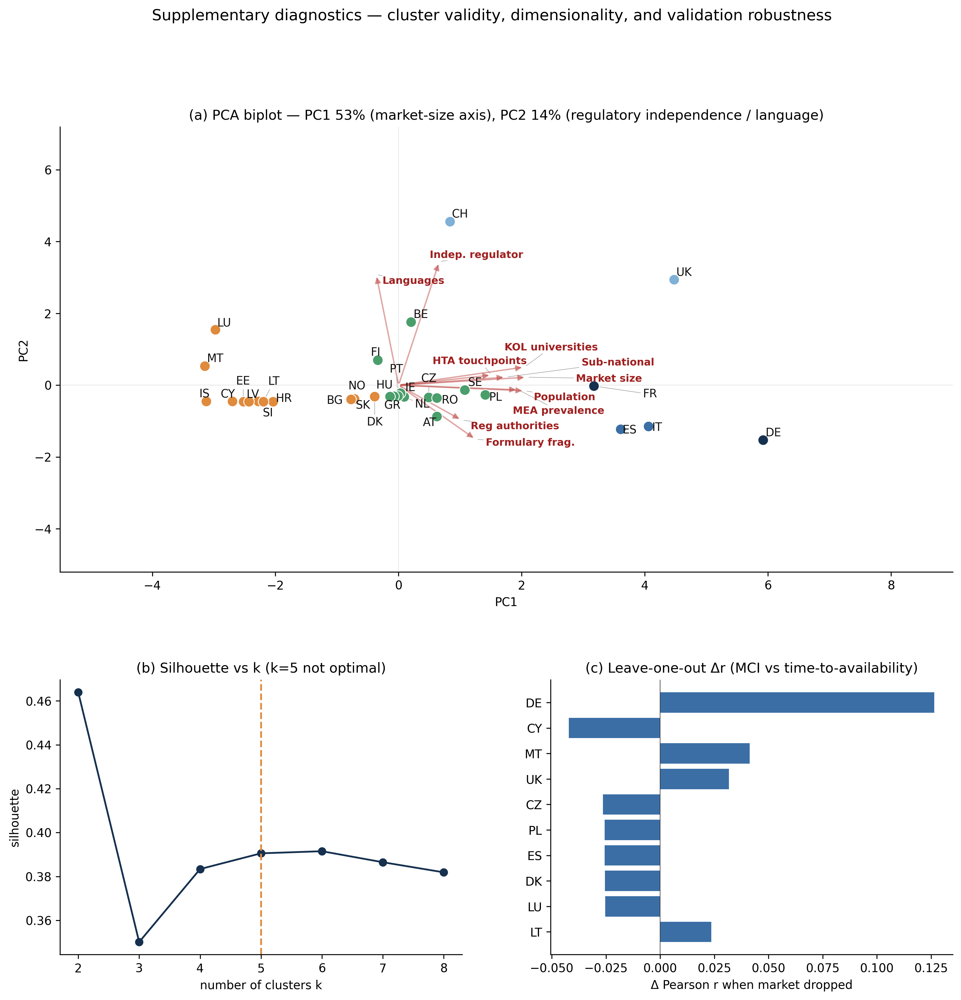 Supplementary diagnostics — cluster validity, dimensionality, and validation robustness
(a) PCA biplot — PC1 53% (market-size axis), PC2 14% (regulatory independence / language)
PC2
6
4
2
0
−2
−4
CH
Indep. regulator
UK
Languages
BE
LU
KOL universities
FI
MT
HTA touchpoints
Sub-national
PT
CZ
Market size
EE
LT
NO
HU
IE
SE
IS
CY
LV
HR
FR
BG
SK
GR
NL
RO
PL
Population
SI
DK
AT
MEA prevalence
Reg authorities
ES
IT
DE
Formulary frag.
−4
−2
0
2
4
6
8
PC1
(b) Silhouette vs k (k=5 not optimal)
silhouette
0.46
0.44
0.42
0.40
0.38
0.36
2
3
4
5
6
7
8
number of clusters k
(c) Leave-one-out Δr (MCI vs time-to-availability)
DE
CY
MT
UK
CZ
PL
ES
DK
LU
LT
−0.050
−0.025
0.000
0.025
0.050
0.075
0.100
0.125
Δ Pearson r when market dropped